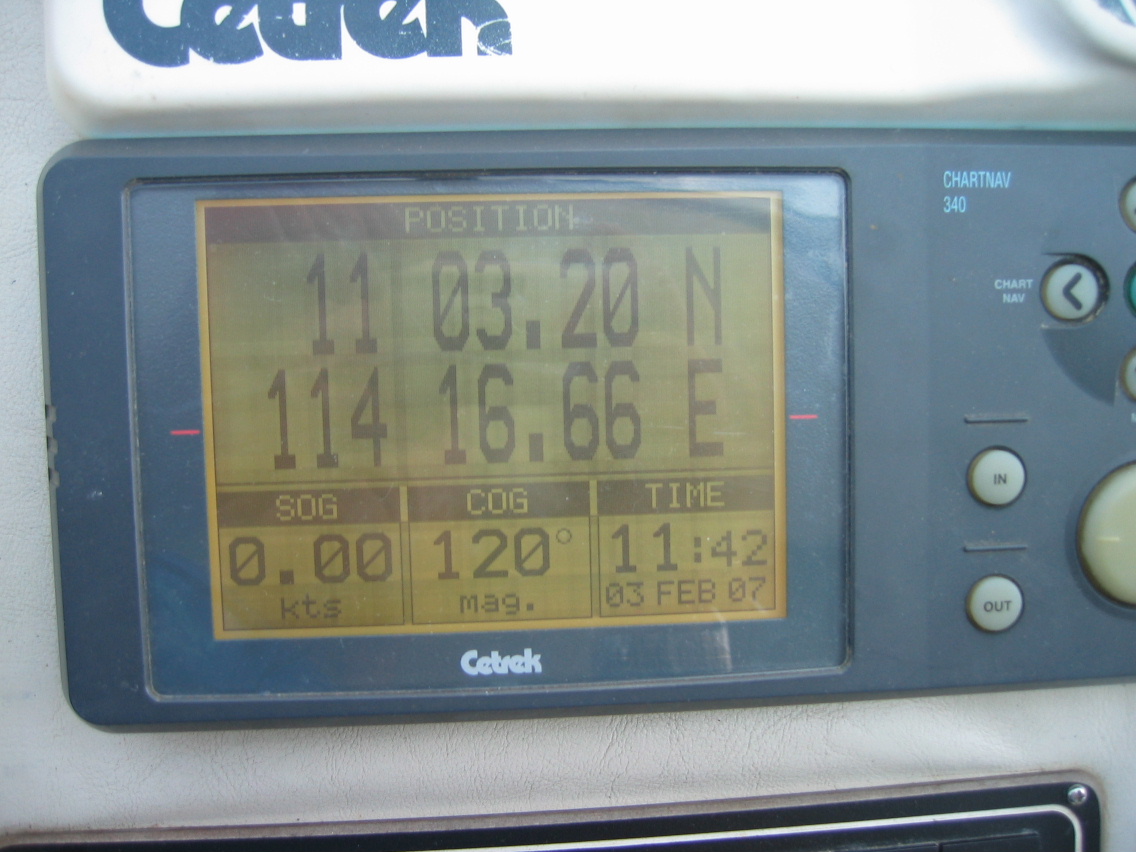 Cetrek
CHARTNAV
340
POSITION
11 03.20 N
114 16.66 E
CHART
NAV
SOG COG TIME
0.00 120° 11:42
kts mag. 03 FEB 07
IN
OUT
Cetrek